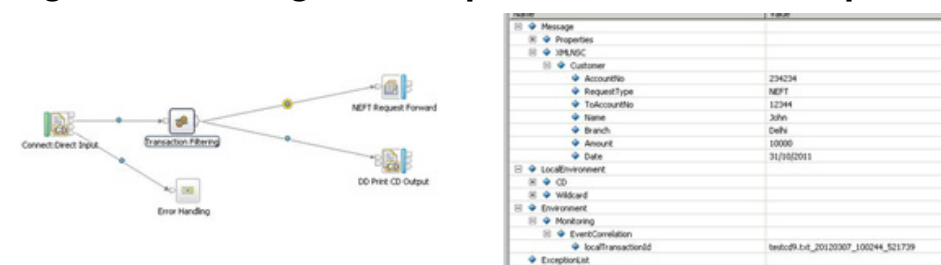 NEFT Request Forward
Connect:Direct Input
Transaction Filtering
DD Print CD Output
Error Handling
Name Value
Message
Properties
XMLNSC
Customer
AccountNo 234234
RequestType NEFT
ToAccountNo 12344
Name John
Branch Delhi
Amount 10000
Date 31/10/2011
LocalEnvironment
CD
Wildcard
Environment
Monitoring
EventCorrelation
localTransactionId testcd9.txt_20120307_100244_521739
ExceptionList